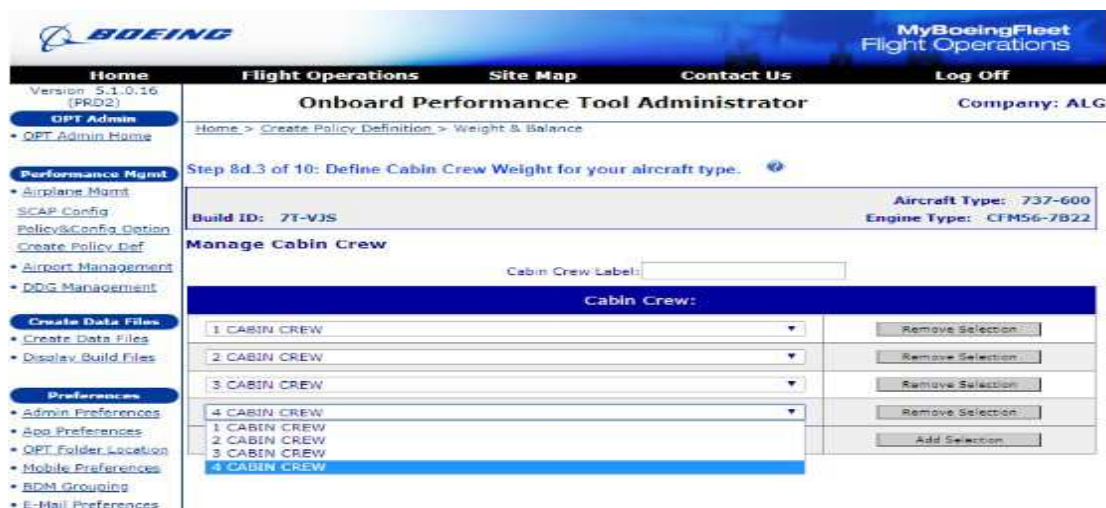 BOEING
MyBoeingFleet
Flight Operations
Home Flight Operations Site Map Contact Us Log Off
Version 5.1.0.16
(PRD2)
OPT Admin
• OPT Admin Home
Performance Mgmt
• Airplane Mgmt
SCAP Config
Policy&Config Option
Create Policy Def
• Airport Management
• DDG Management
Create Data Files
• Create Data Files
• Display Build Files
Preferences
• Admin Preferences
• App Preferences
• OPT Folder Location
• Mobile Preferences
• BDM Grouping
• E-Mail Preferences
Onboard Performance Tool Administrator
Company: ALG
Home > Create Policy Definition > Weight & Balance
Step 8d.3 of 10: Define Cabin Crew Weight for your aircraft type.
Aircraft Type: 737-600
Build ID: 7T-VJS
Engine Type: CFM56-7B22
Manage Cabin Crew
Cabin Crew Label:
Cabin Crew:
1 CABIN CREW Remove Selection
2 CABIN CREW Remove Selection
3 CABIN CREW Remove Selection
4 CABIN CREW Remove Selection
1 CABIN CREW
2 CABIN CREW
3 CABIN CREW
4 CABIN CREW
Add Selection